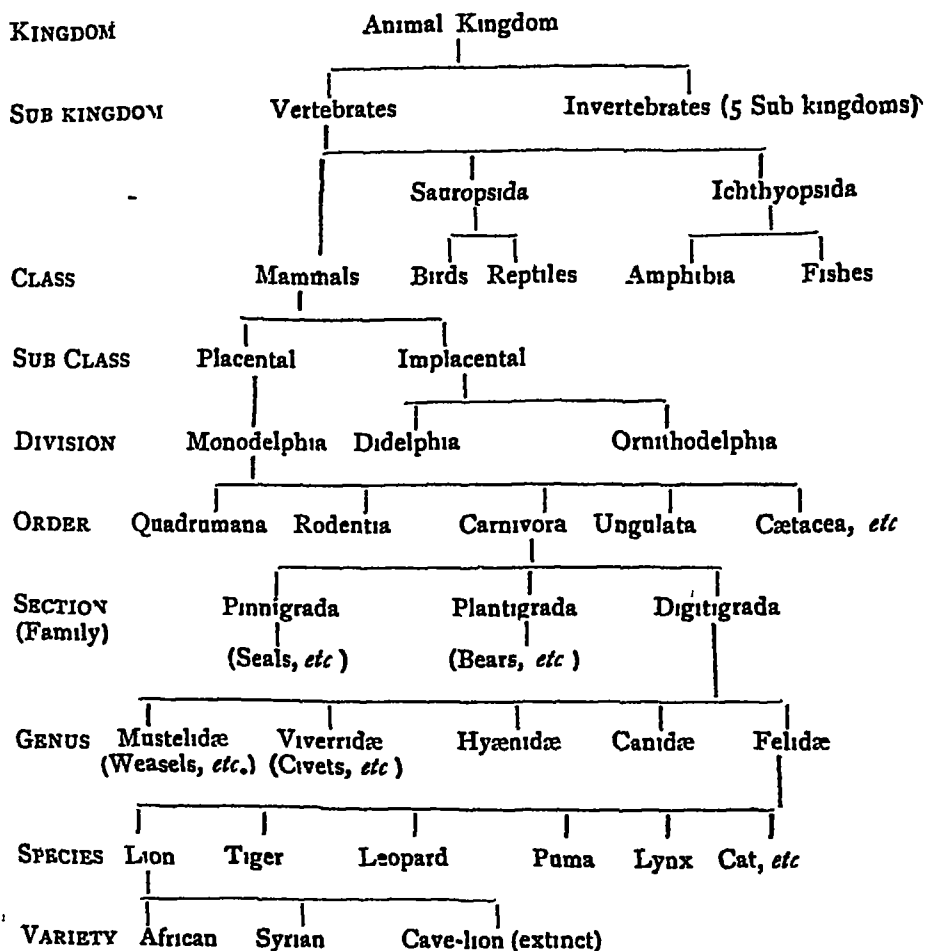 KINGDOM Animal Kingdom
SUB KINGDOM Vertebrates Invertebrates (5 Sub kingdoms)
Sauropsida Ichthyopsida
CLASS Mammals Birds Reptiles Amphibia Fishes
SUB CLASS Placental Implacental
DIVISION Monodelphia Didelphia Ornithodelphia
ORDER Quadrumana Rodentia Carnivora Ungulata Cætacea, etc
SECTION Pinnigrada Plantigrada Digitigrada
(Family) (Seals, etc ) (Bears, etc )
GENUS Mustelidæ Viverridæ Hyænidæ Canidæ Felidæ
(Weasels, etc.) (Civets, etc )
SPECIES Lion Tiger Leopard Puma Lynx Cat, etc
VARIETY African Syrian Cave-lion (extinct)